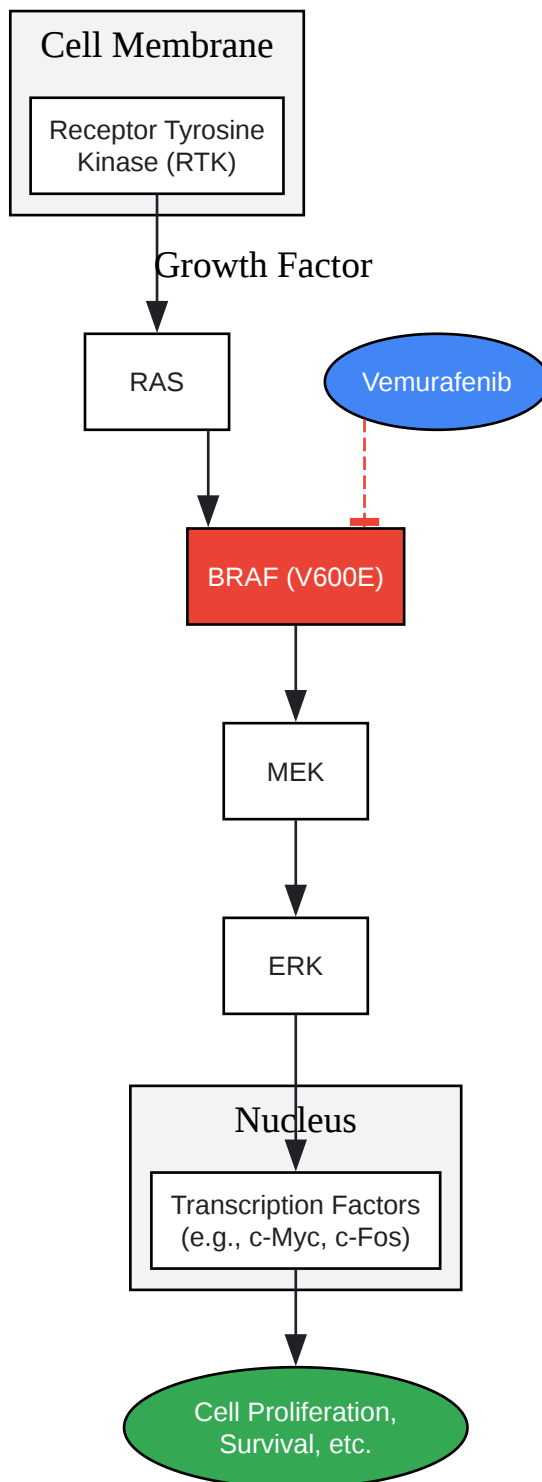 Cell Membrane
Receptor Tyrosine
Kinase (RTK)
Growth Factor
RAS
Vemurafenib
BRAF (V600E)
MEK
ERK
Nucleus
Transcription Factors
(e.g., c-Myc, c-Fos)
Cell Proliferation,
Survival, etc.